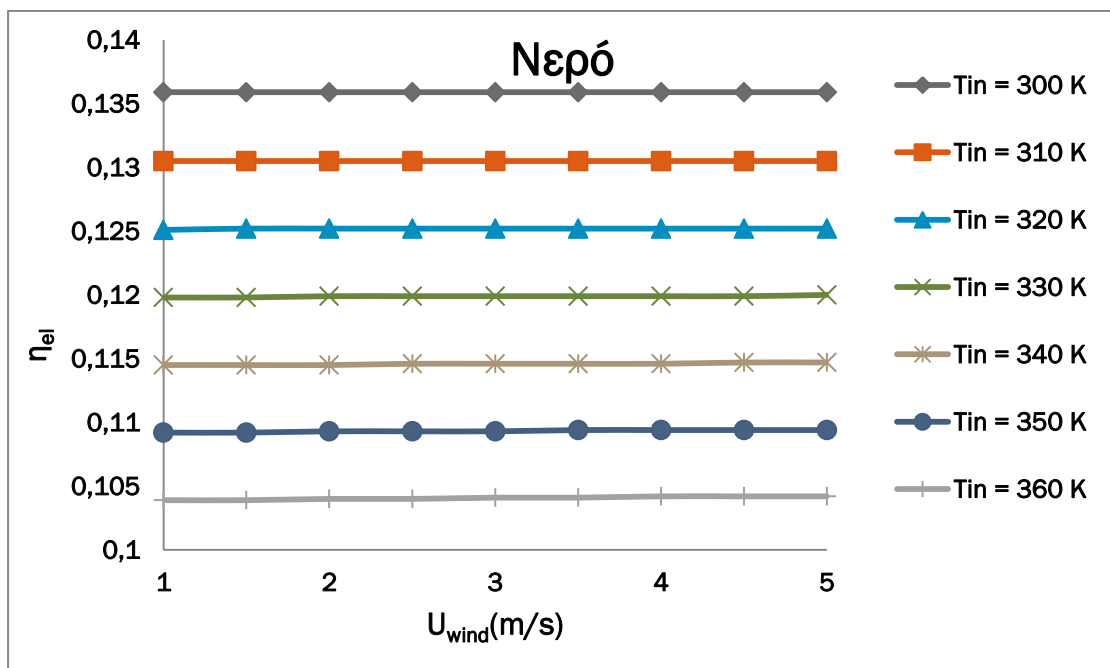 Νερό
0,14
0,135
0,13
0,125
0,12
0,115
0,11
0,105
0,1
ηel
1 2 3 4 5
Uwind(m/s)
Tin = 300 K
Tin = 310 K
Tin = 320 K
Tin = 330 K
Tin = 340 K
Tin = 350 K
Tin = 360 K